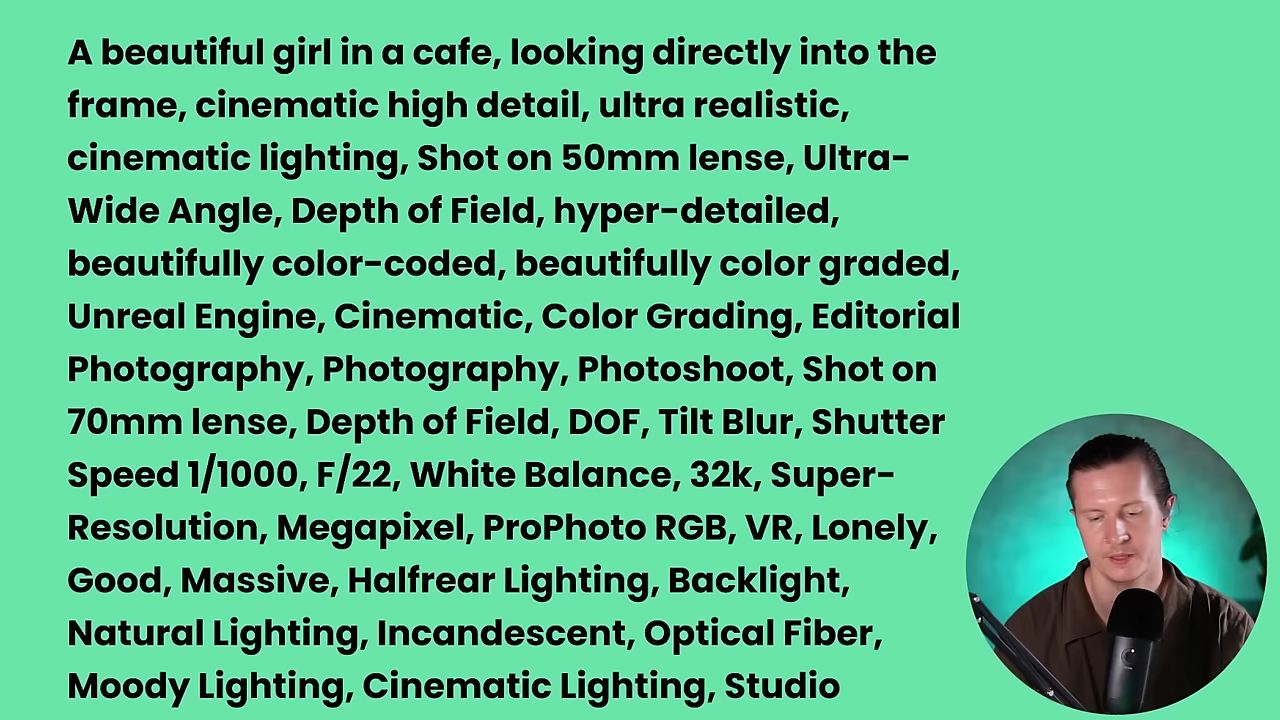 A beautiful girl in a cafe, looking directly into the
frame, cinematic high detail, ultra realistic,
cinematic lighting, Shot on 50mm lense, Ultra-
Wide Angle, Depth of Field, hyper-detailed,
beautifully color-coded, beautifully color graded,
Unreal Engine, Cinematic, Color Grading, Editorial
Photography, Photography, Photoshoot, Shot on
70mm lense, Depth of Field, DOF, Tilt Blur, Shutter
Speed 1/1000, F/22, White Balance, 32k, Super-
Resolution, Megapixel, ProPhoto RGB, VR, Lonely,
Good, Massive, Halfrear Lighting, Backlight,
Natural Lighting, Incandescent, Optical Fiber,
Moody Lighting, Cinematic Lighting, Studio